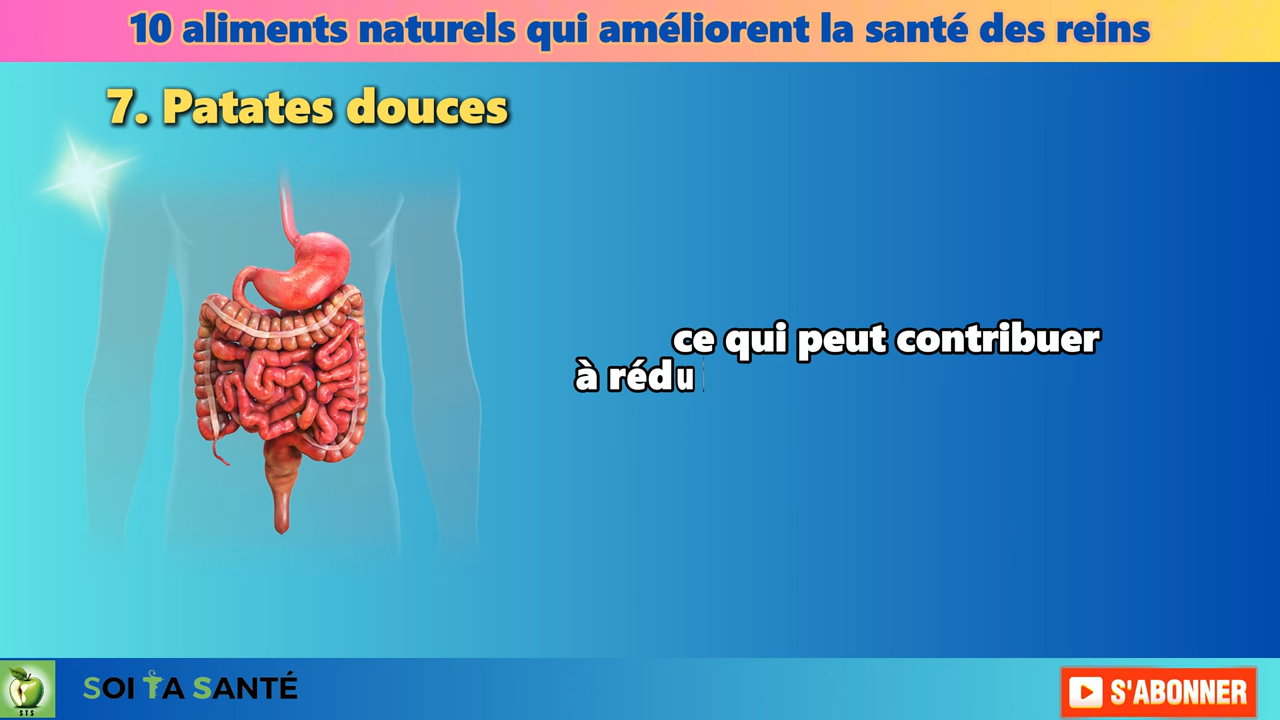 10 aliments naturels qui améliorent la santé des reins
7. Patates douces
ce qui peut contribuer
à rédu
STS
SOI TA SANTÉ
S'ABONNER